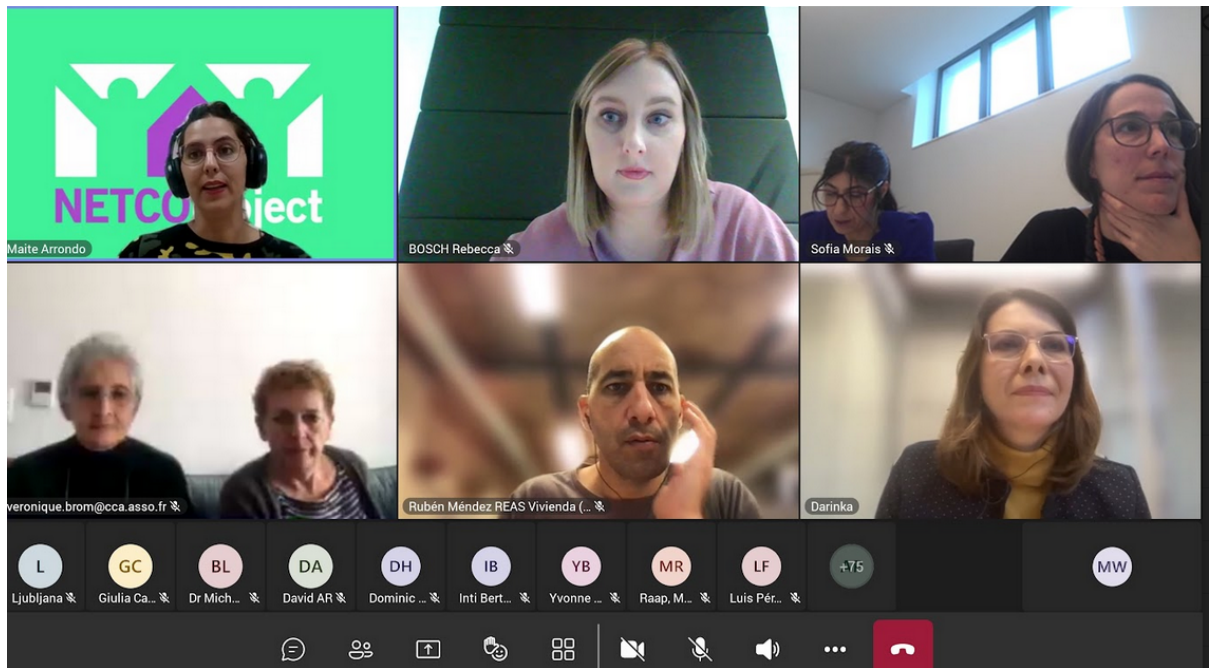 NETCO ject
Maite Arrondo
BOSCH Rebecca
Sofia Morais
veronique.brom@cca.asso.fr
Rubén Méndez REAS Vivienda (...
Darinka
L
GC
BL
DA
DH
IB
YB
MR
LF
+75
MW
Ljubljana
Giulia Ca...
Dr Mich...
David AR
Dominic ...
Inti Bert...
Yvonne ...
Raap, M...
Luis Pér...